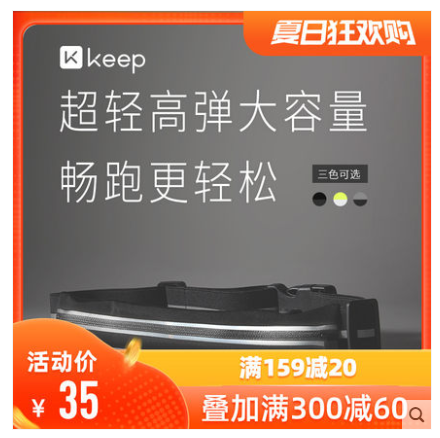 夏日狂欢购
keep
超轻高弹大容量
畅跑更轻松
三色可选
活动价
¥ 35
满159减20
叠加满300减60